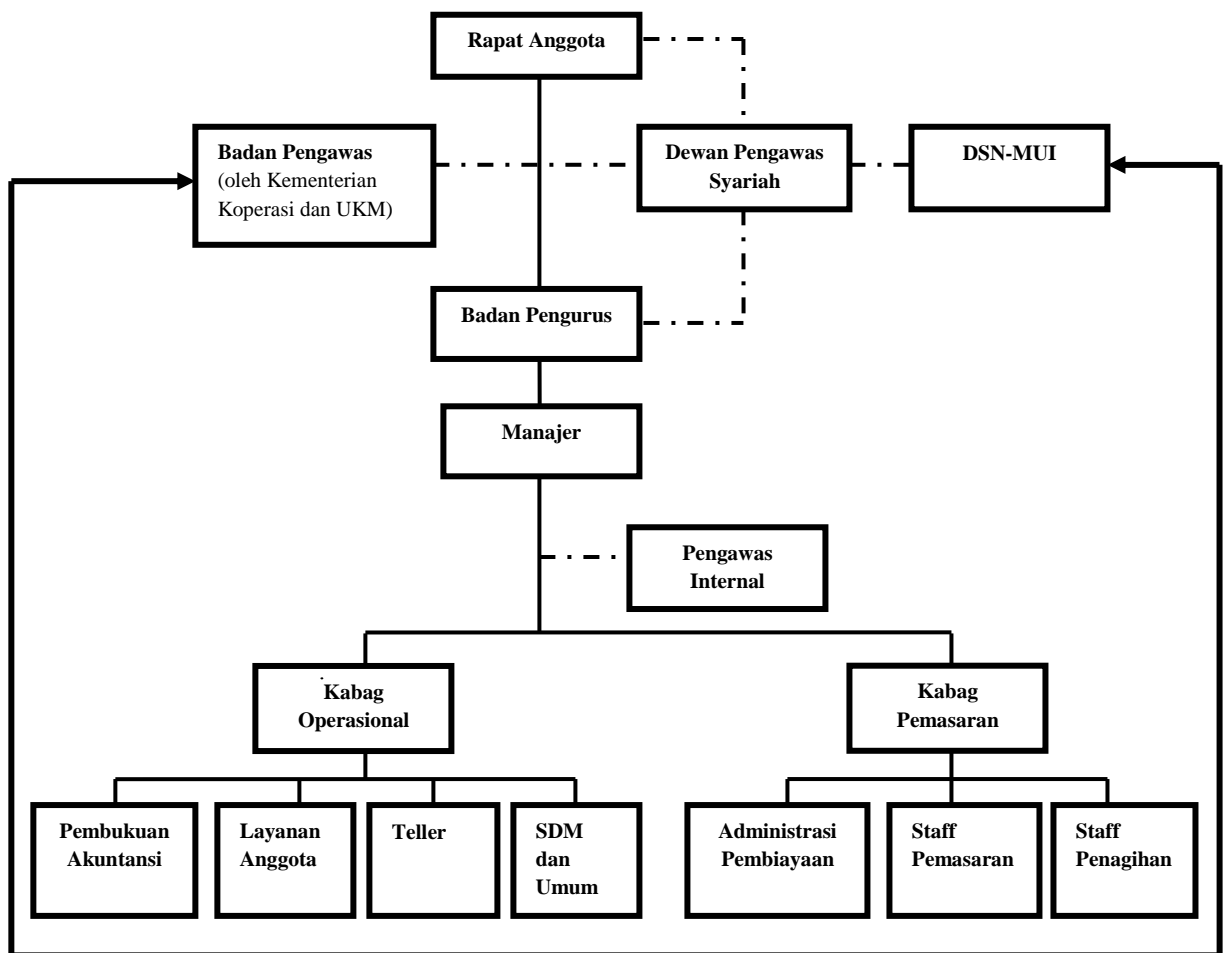 Rapat Anggota
Badan Pengawas
(oleh Kementerian
Koperasi dan UKM)
Dewan Pengawas
Syariah
DSN-MUI
Badan Pengurus
Manajer
Pengawas
Internal
Kabag
Operasional
Kabag
Pemasaran
Pembukuan
Akuntansi
Layanan
Anggota
Teller
SDM
dan
Umum
Administrasi
Pembiayaan
Staff
Pemasaran
Staff
Penagihan